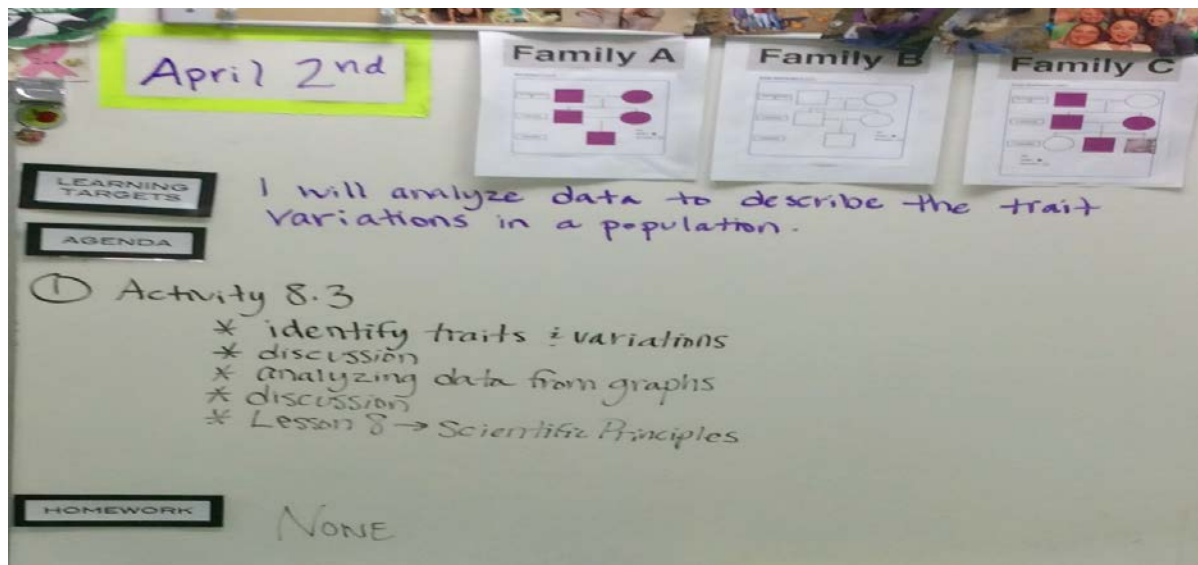 April 2nd
Family A
Family B
Family C
LEARNING
TARGETS
I will analyze data to describe the trait
variations in a population.
AGENDA
① Activity 8.3
* identify traits & variations
* discussion
* analyzing data from graphs
* discussion
* Lesson 8 → Scientific Principles
HOMEWORK
NONE